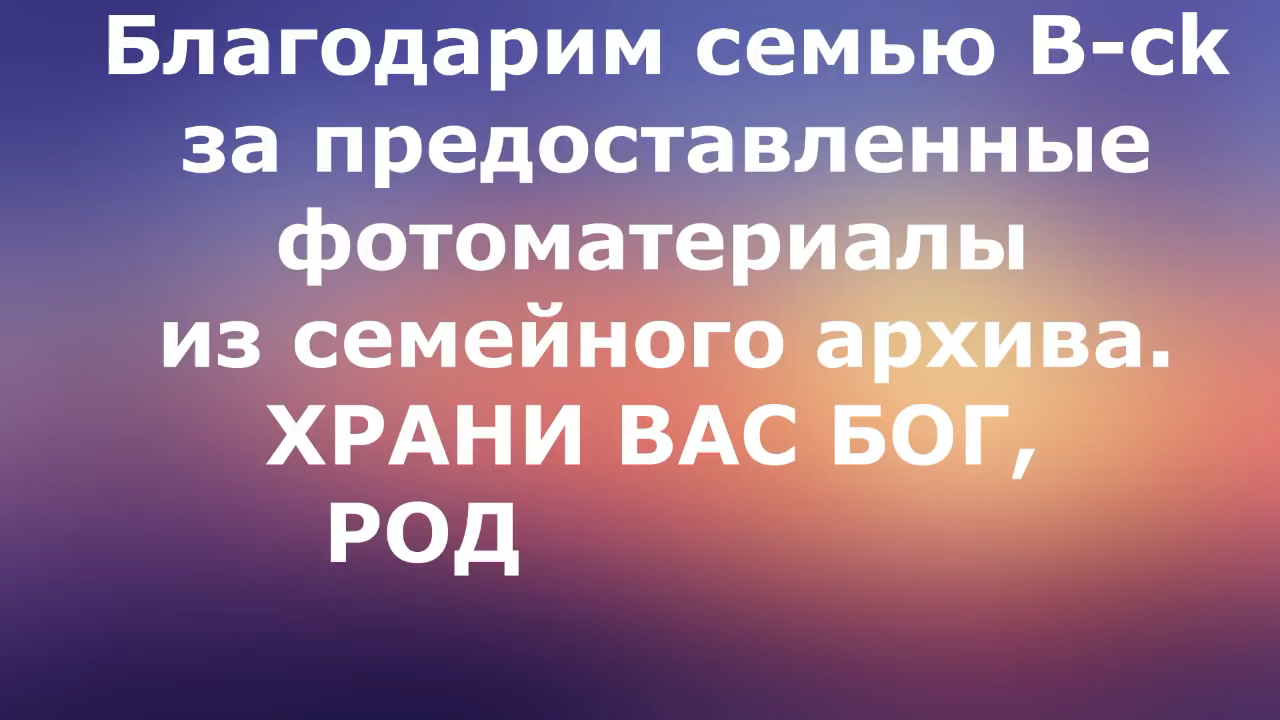 Благодарим семью B-ck
за предоставленные
фотоматериалы
из семейного архива.
ХРАНИ ВАС БОГ,
РОД